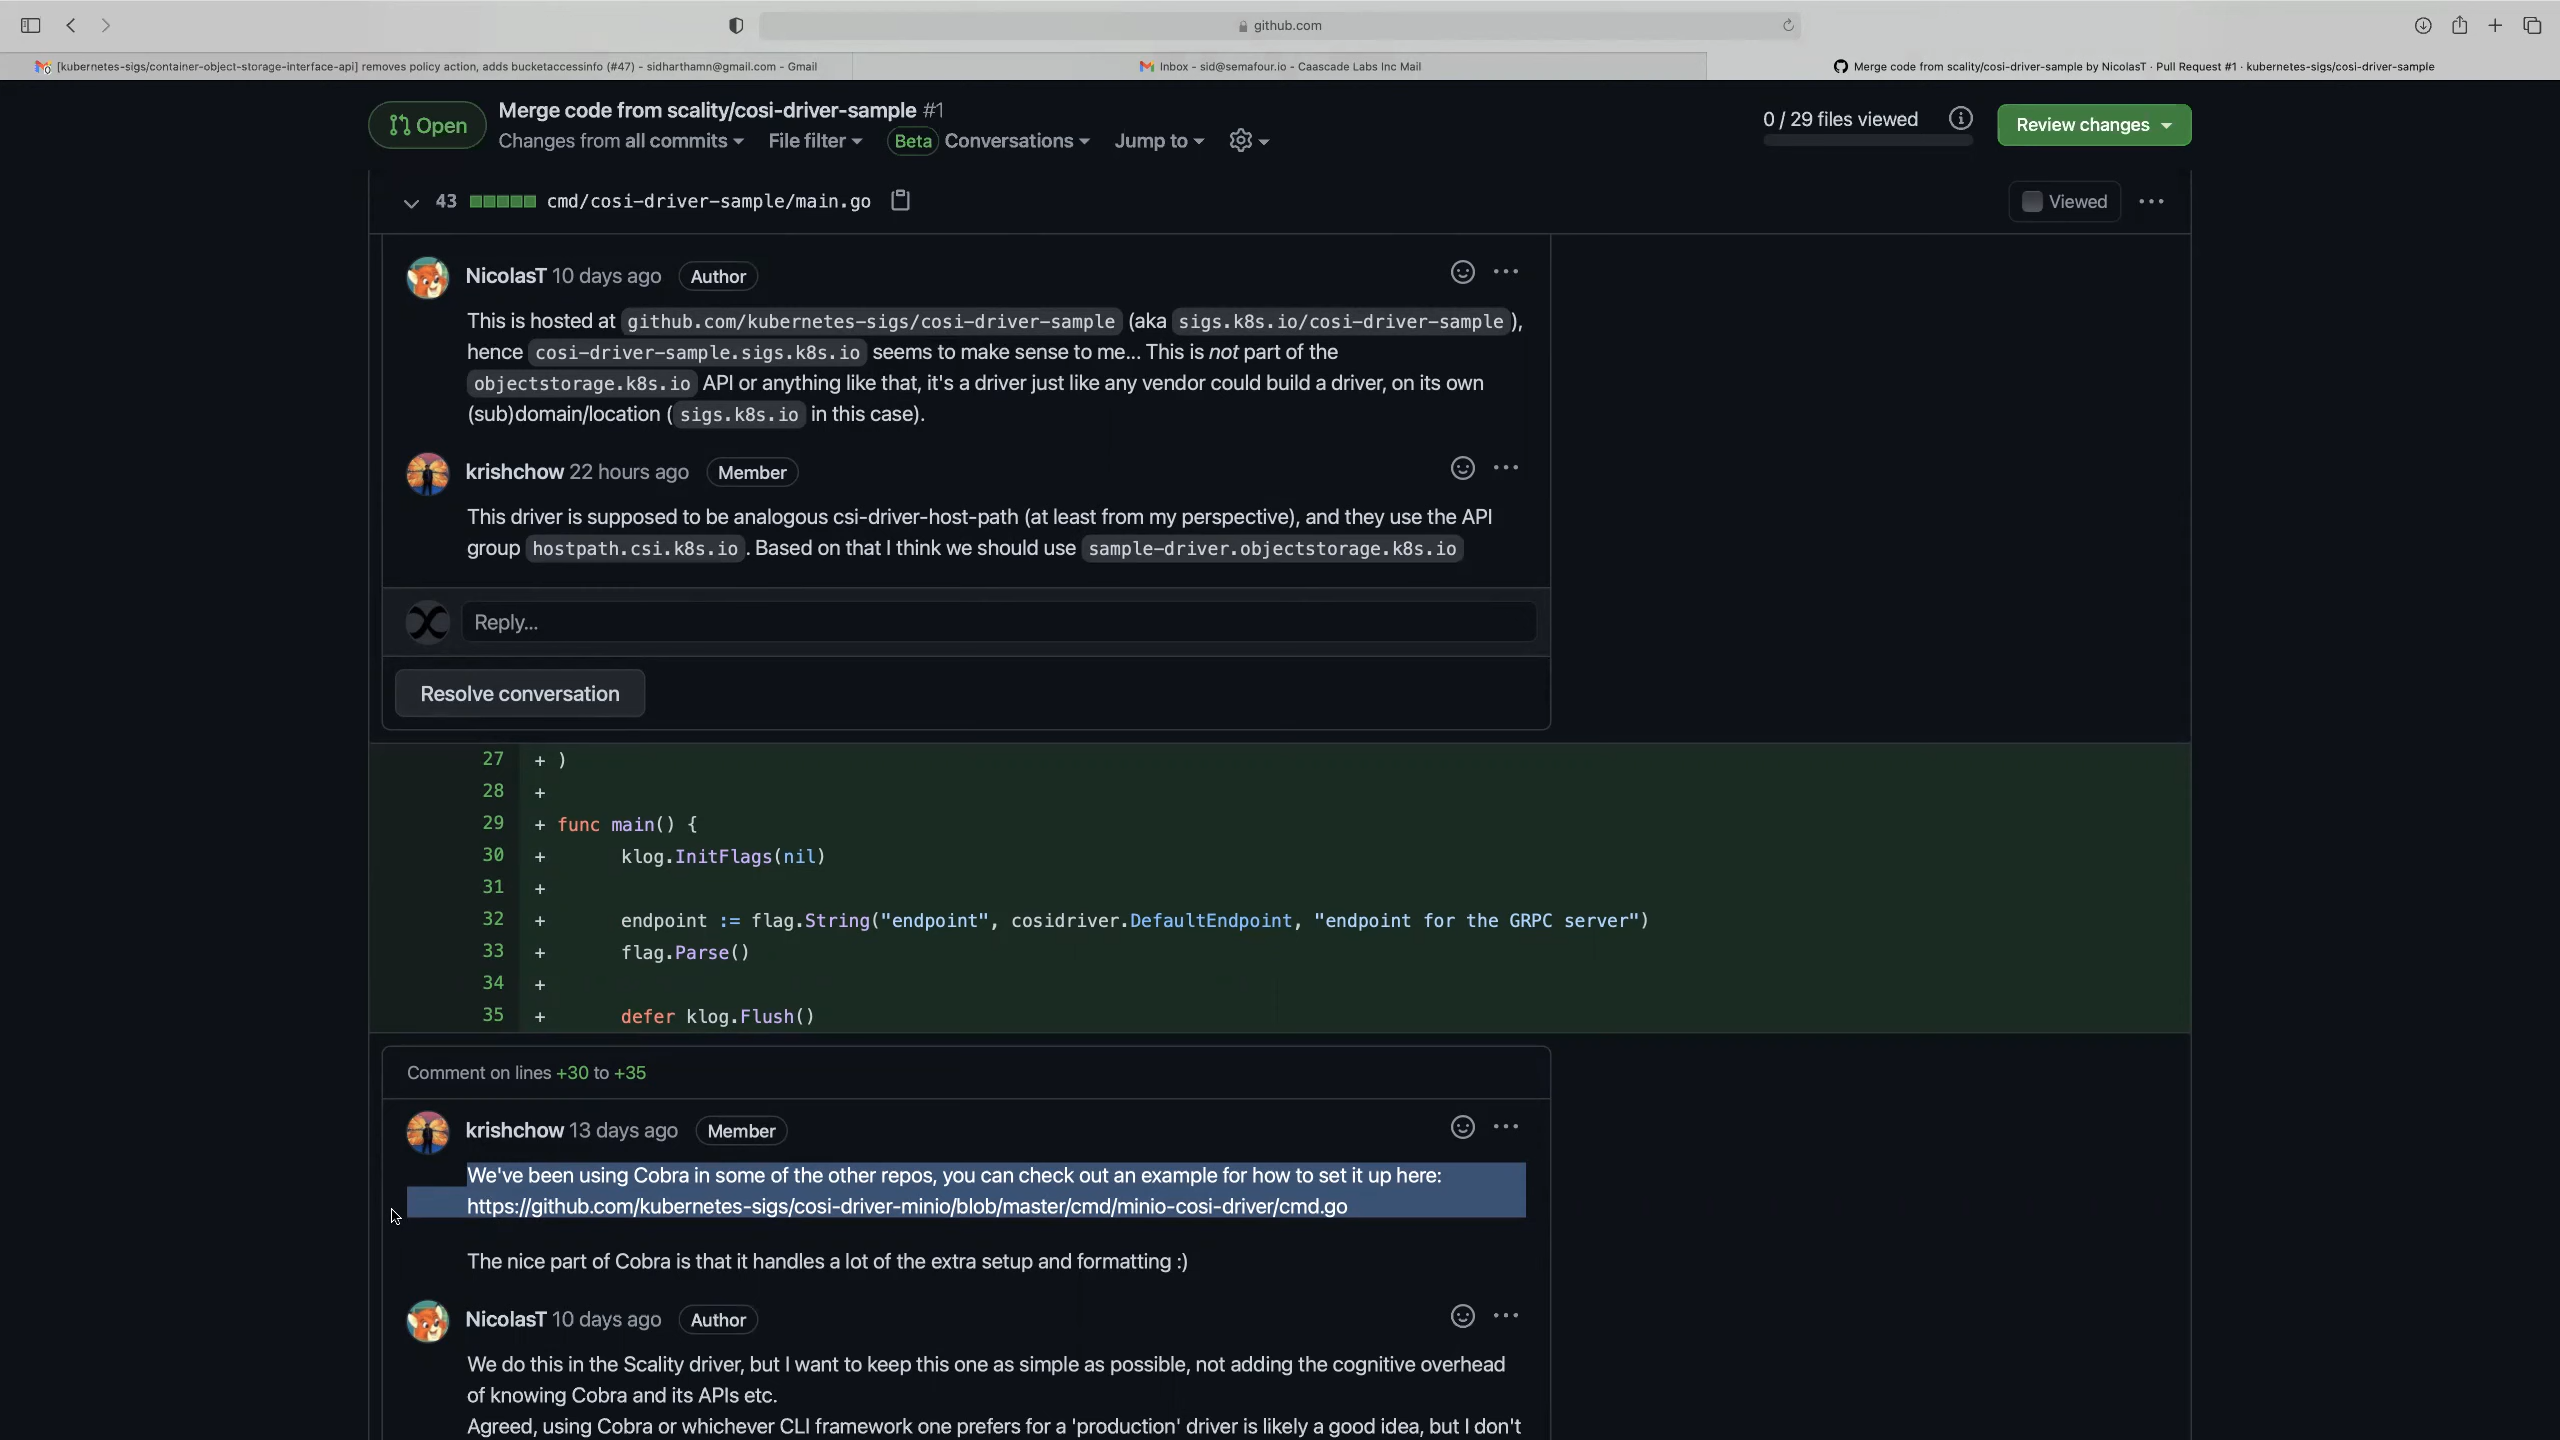 github.com
[kubernetes-sigs/container-object-storage-interface-api] removes policy action, adds bucketaccessinfo (#47) - sidharthamn@gmail.com - Gmail
Inbox - sid@semafour.io - Caascade Labs Inc Mail
Merge code from scality/cosi-driver-sample by NicolasT · Pull Request #1 · kubernetes-sigs/cosi-driver-sample
Open
Merge code from scality/cosi-driver-sample #1
Changes from all commits
File filter
Beta Conversations
Jump to
0 / 29 files viewed
Review changes
43 cmd/cosi-driver-sample/main.go
Viewed
NicolasT 10 days ago Author
This is hosted at github.com/kubernetes-sigs/cosi-driver-sample (aka sigs.k8s.io/cosi-driver-sample ),
hence cosi-driver-sample.sigs.k8s.io seems to make sense to me... This is not part of the
objectstorage.k8s.io API or anything like that, it's a driver just like any vendor could build a driver, on its own
(sub)domain/location ( sigs.k8s.io in this case).
krishchow 22 hours ago Member
This driver is supposed to be analogous csi-driver-host-path (at least from my perspective), and they use the API
group hostpath.csi.k8s.io . Based on that I think we should use sample-driver.objectstorage.k8s.io
Reply...
Resolve conversation
27 + )
28 +
29 + func main() {
30 + klog.InitFlags(nil)
31 +
32 + endpoint := flag.String("endpoint", cosidriver.DefaultEndpoint, "endpoint for the GRPC server")
33 + flag.Parse()
34 +
35 + defer klog.Flush()
Comment on lines +30 to +35
krishchow 13 days ago Member
We've been using Cobra in some of the other repos, you can check out an example for how to set it up here:
https://github.com/kubernetes-sigs/cosi-driver-minio/blob/master/cmd/minio-cosi-driver/cmd.go
The nice part of Cobra is that it handles a lot of the extra setup and formatting :)
NicolasT 10 days ago Author
We do this in the Scality driver, but I want to keep this one as simple as possible, not adding the cognitive overhead
of knowing Cobra and its APIs etc.
Agreed, using Cobra or whichever CLI framework one prefers for a 'production' driver is likely a good idea, but I don't